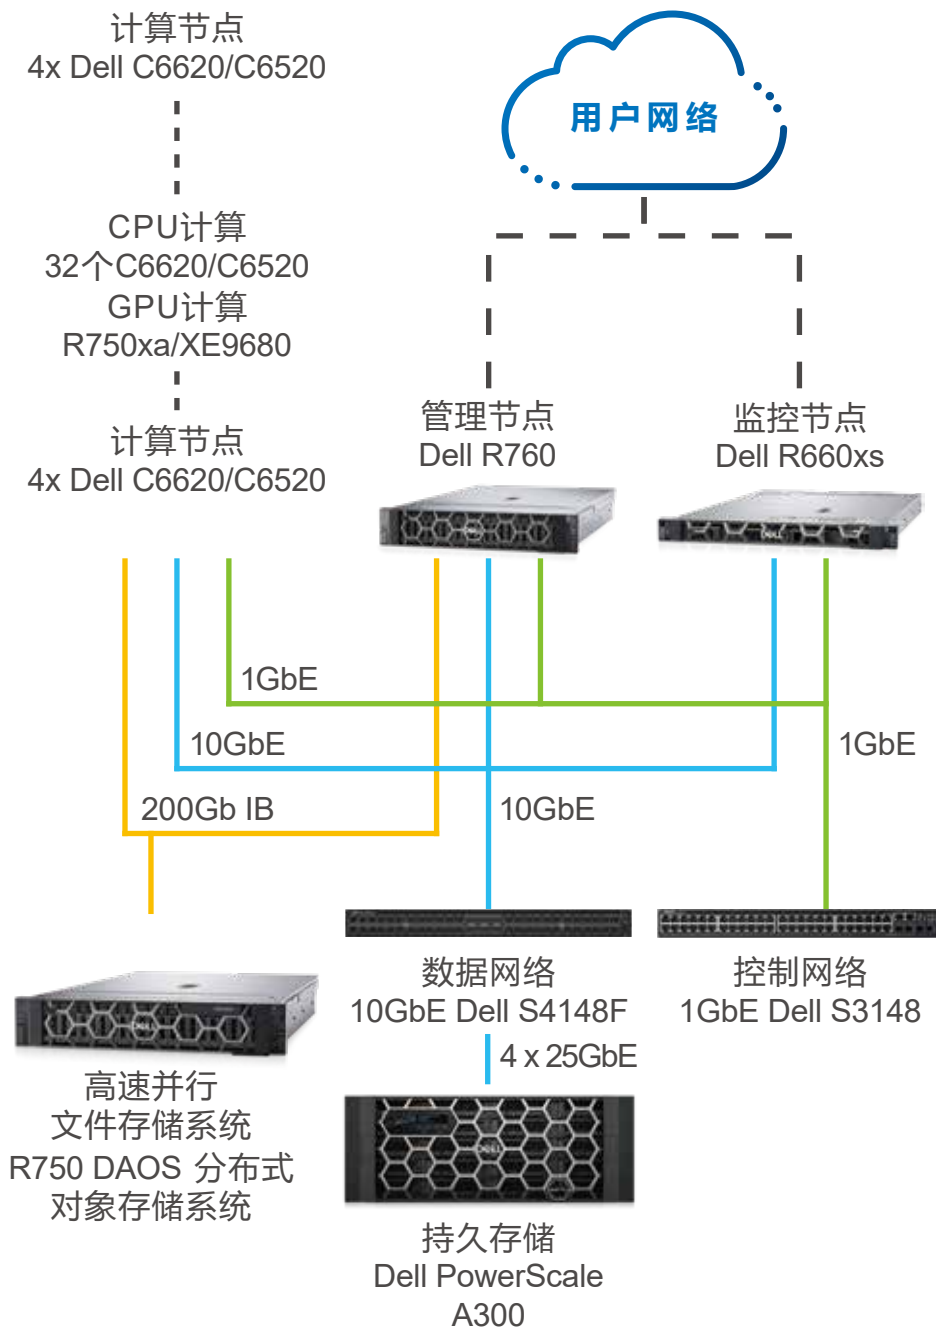 计算节点
4x Dell C6620/C6520
用户网络
CPU计算
32个C6620/C6520
GPU计算
R750xa/XE9680
计算节点
4x Dell C6620/C6520
管理节点
Dell R760
监控节点
Dell R660xs
1GbE
10GbE
200Gb IB
10GbE
1GbE
数据网络
10GbE Dell S4148F
控制网络
1GbE Dell S3148
4 x 25GbE
高速并行
文件存储系统
R750 DAOS 分布式
对象存储系统
持久存储
Dell PowerScale
A300